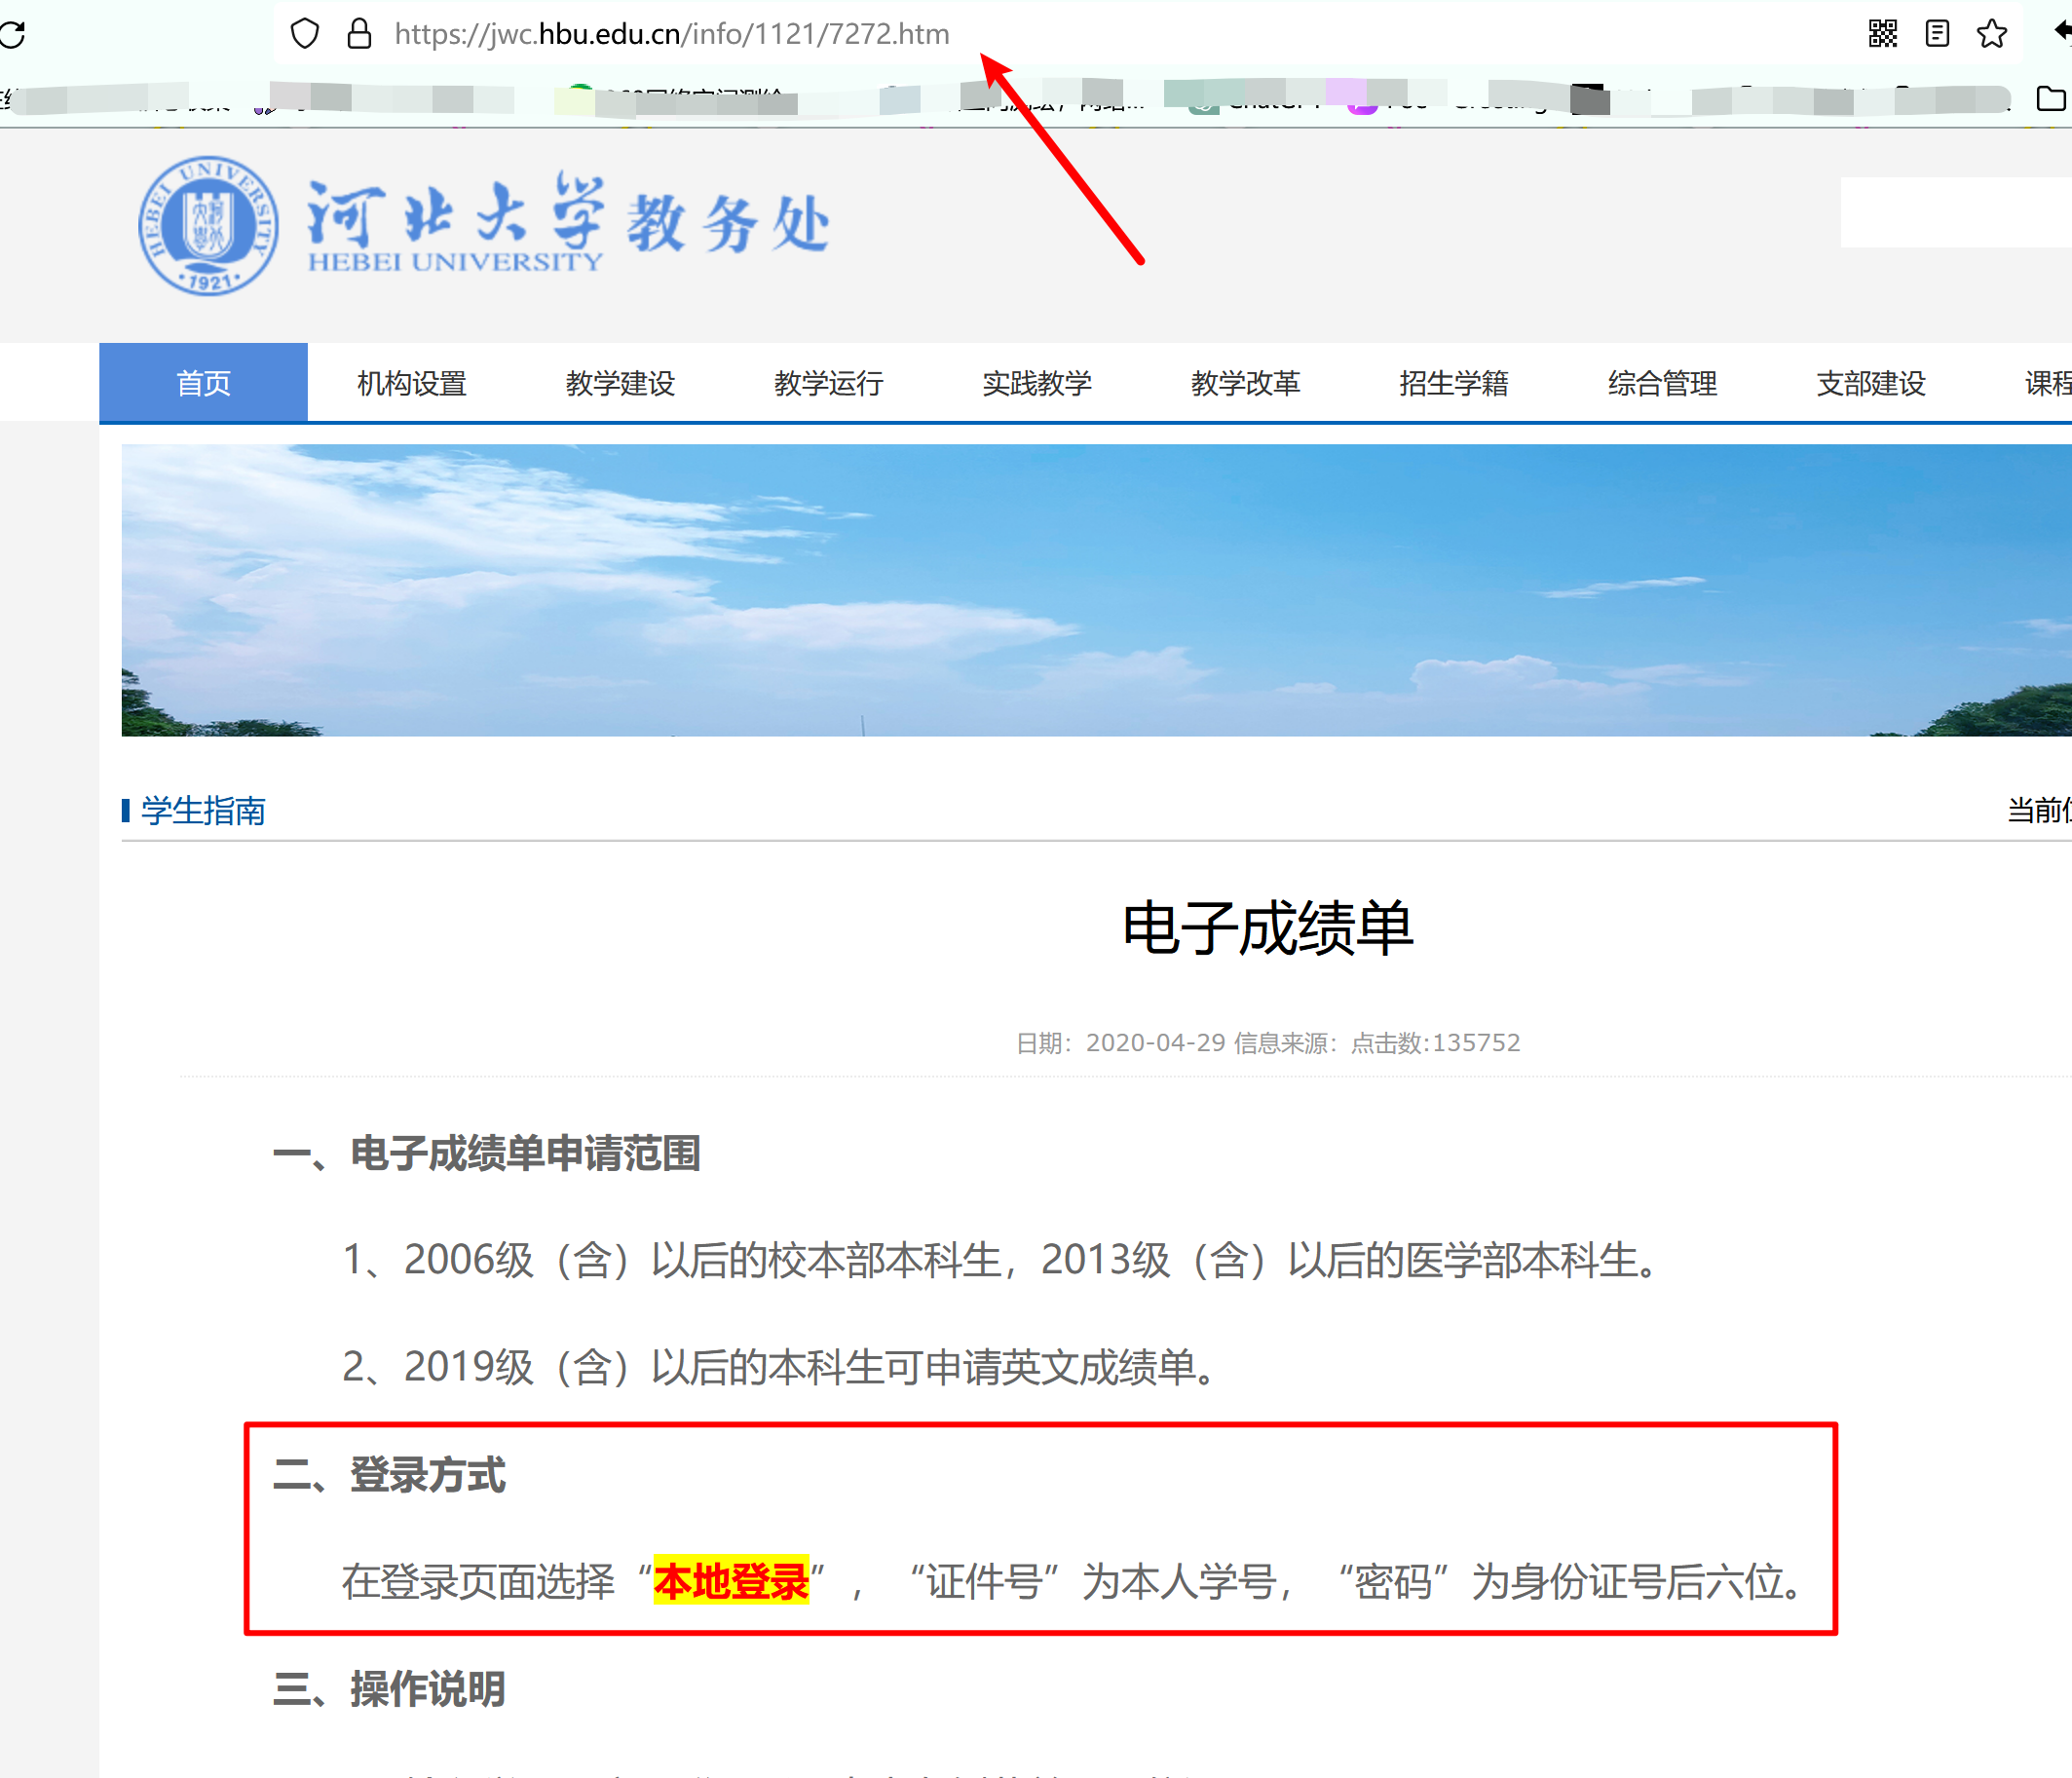 https://jwc.hbu.edu.cn/info/1121/7272.htm
HEBEI UNIVERSITY
1921
河北大学 教务处
HEBEI UNIVERSITY
首页 机构设置 教学建设 教学运行 实践教学 教学改革 招生学籍 综合管理 支部建设 课程
学生指南 当前位
电子成绩单
日期：2020-04-29 信息来源：点击数:135752
一、电子成绩单申请范围
1、2006级（含）以后的校本部本科生，2013级（含）以后的医学部本科生。
2、2019级（含）以后的本科生可申请英文成绩单。
二、登录方式
在登录页面选择“本地登录”，“证件号”为本人学号，“密码”为身份证号后六位。
三、操作说明